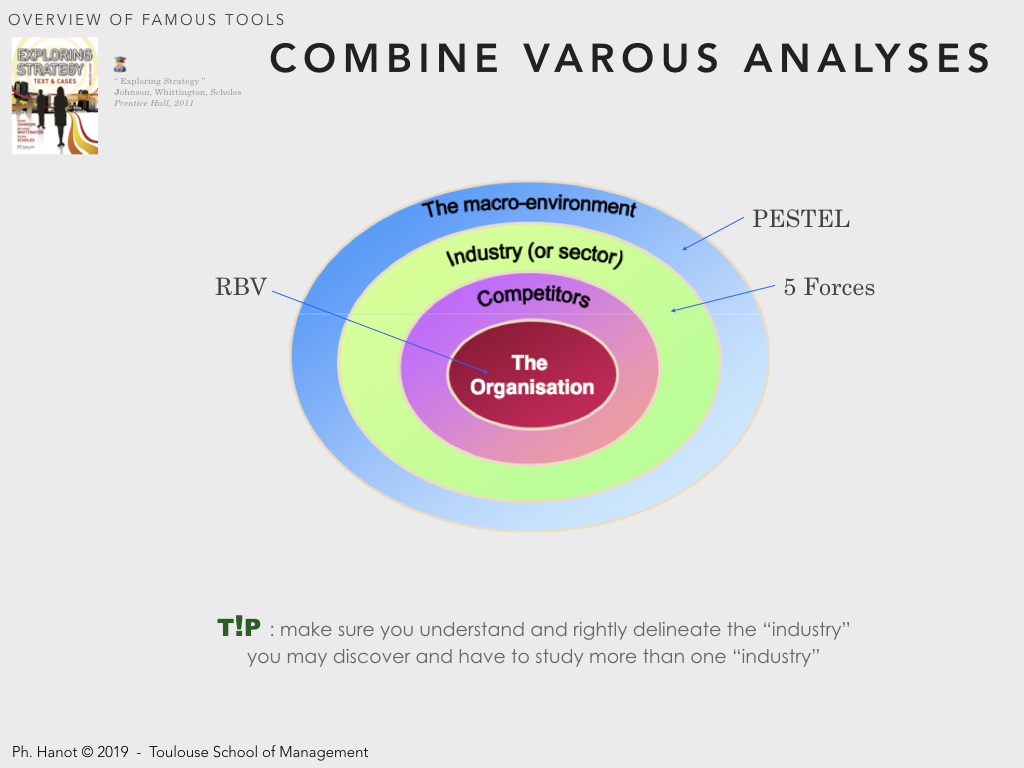 OVERVIEW OF FAMOUS TOOLS
COMBINE VAROUS ANALYSES
EXPLORING
STRATEGY
TEXT & CASES
“ Exploring Strategy ”
Johnson, Whittington, Scholes
Prentice Hall, 2011
The macro-environment
PESTEL
Industry (or sector)
RBV
5 Forces
Competitors
The
Organisation
T!P : make sure you understand and rightly delineate the “industry”
you may discover and have to study more than one “industry”
Ph. Hanot © 2019 - Toulouse School of Management